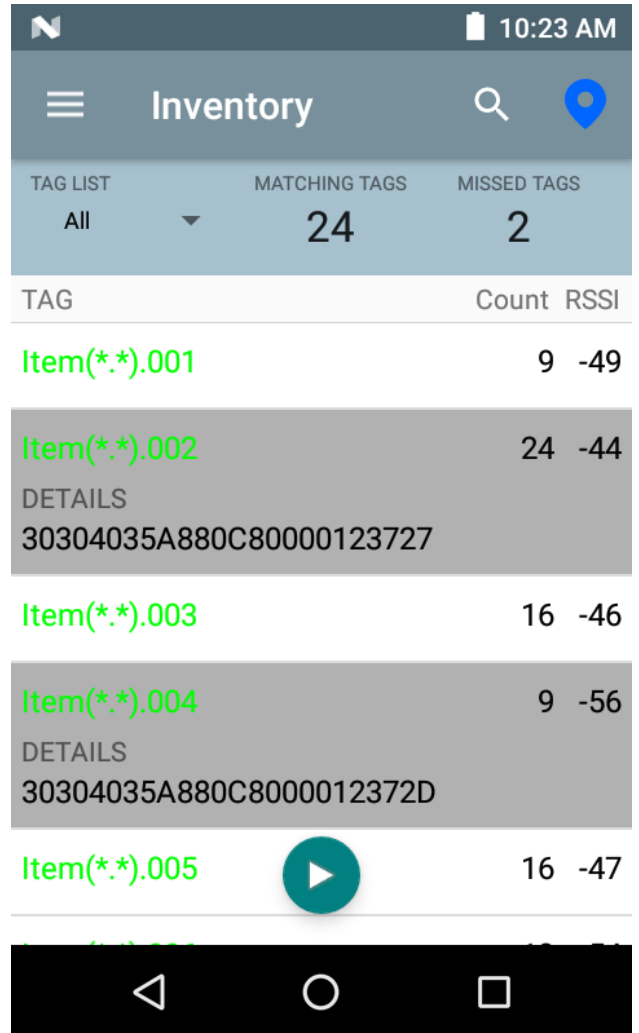 10:23 AM
Inventory
TAG LIST MATCHING TAGS MISSED TAGS
All 24 2
TAG Count RSSI
Item(*.*).001 9 -49
Item(*.*).002 24 -44
DETAILS
30304035A880C80000123727
Item(*.*).003 16 -46
Item(*.*).004 9 -56
DETAILS
30304035A880C8000012372D
Item(*.*).005 16 -47